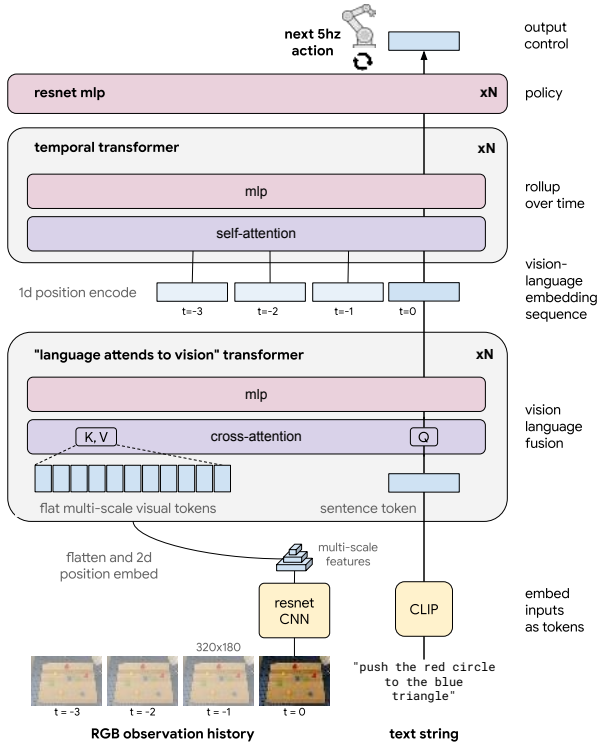 next 5hz
action
output
control
resnet mlp
xN
policy
temporal transformer
xN
mlp
self-attention
rollup
over time
1d position encode
t=-3
t=-2
t=-1
t=0
vision-
language
embedding
sequence
"language attends to vision" transformer
xN
mlp
K, V
cross-attention
Q
vision
language
fusion
flat multi-scale visual tokens
sentence token
flatten and 2d
position embed
multi-scale
features
resnet
CNN
CLIP
embed
inputs
as tokens
320x180
t = -3
t = -2
t = -1
t = 0
"push the red circle
to the blue
triangle"
RGB observation history
text string